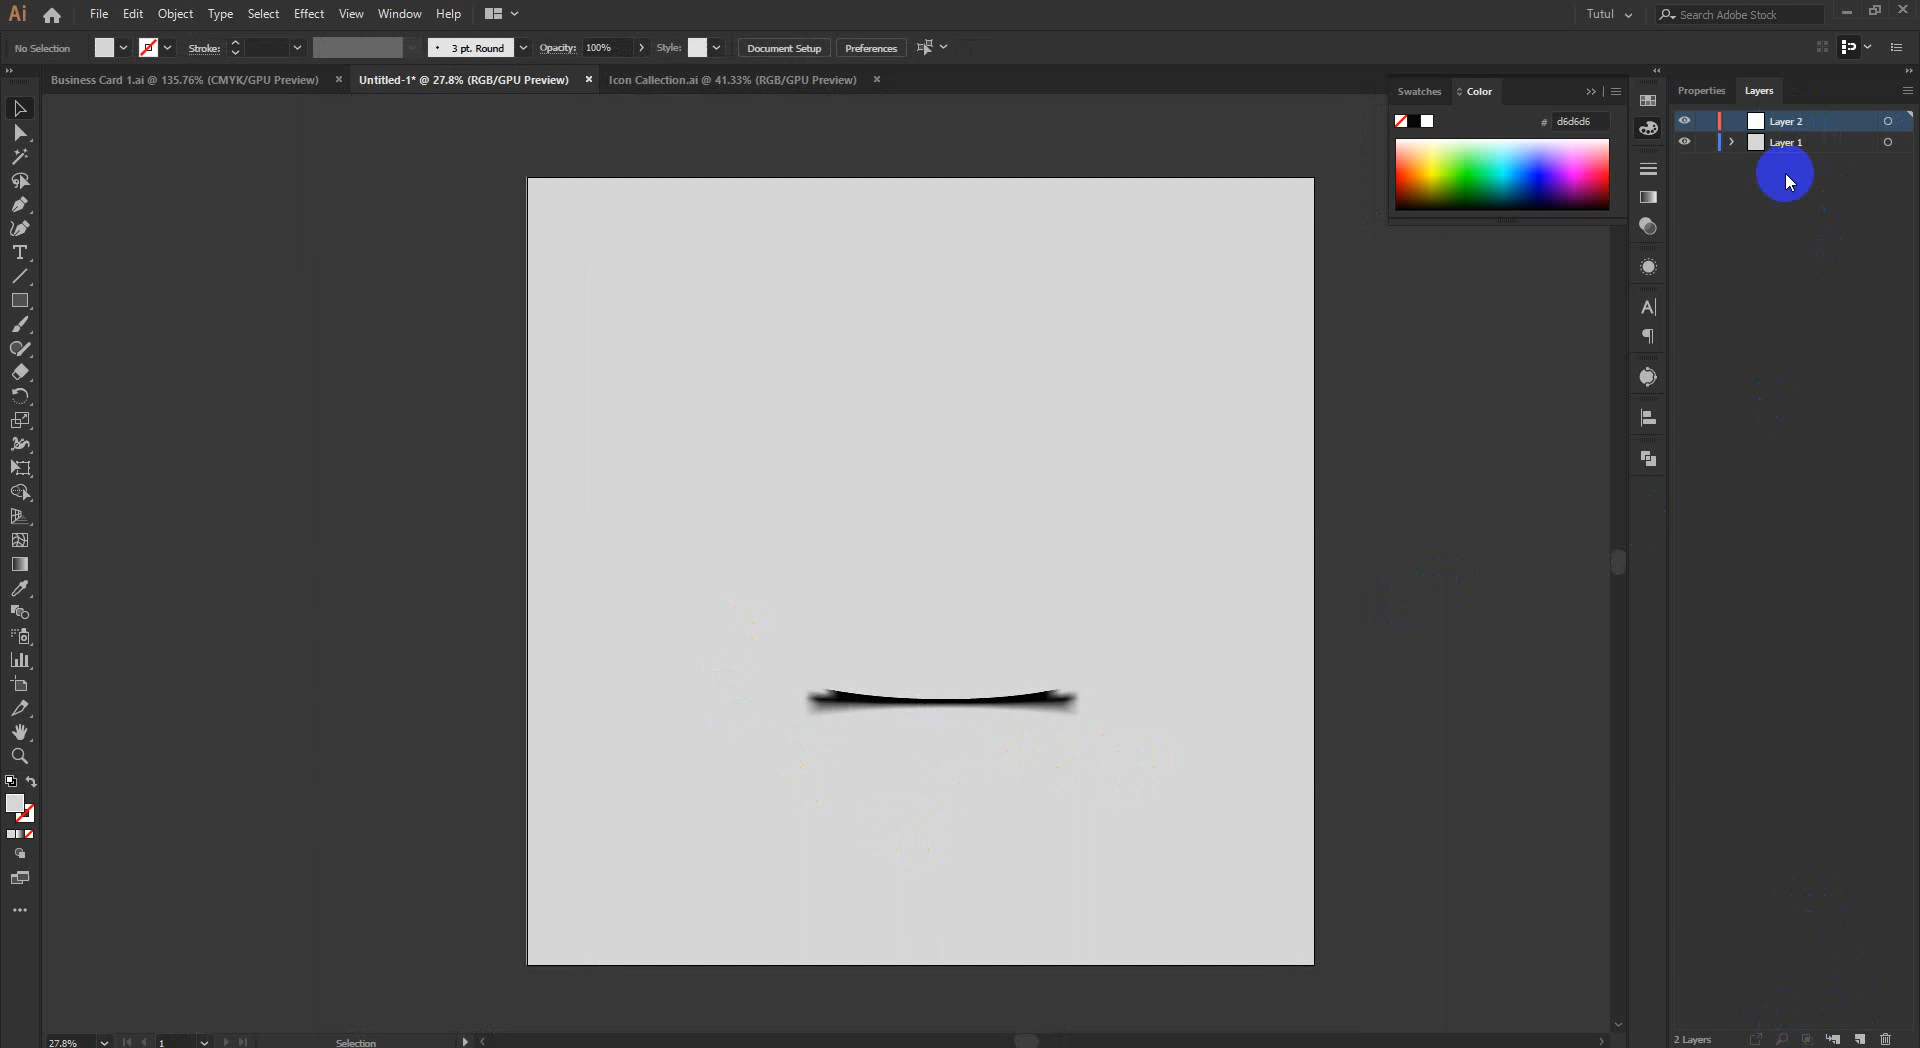 Ai File Edit Object Type Select Effect View Window Help Tutul Search Adobe Stock
No Selection Stroke: 3 pt. Round Opacity: 100% Style: Document Setup Preferences
Business Card 1.ai @ 135.76% (CMYK/GPU Preview) × Untitled-1* @ 27.8% (RGB/GPU Preview) × Icon Callection.ai @ 41.33% (RGB/GPU Preview) ×
Swatches Color Properties Layers
# d6d6d6 Layer 2
Layer 1
27.8% 1 Selection 2 Layers